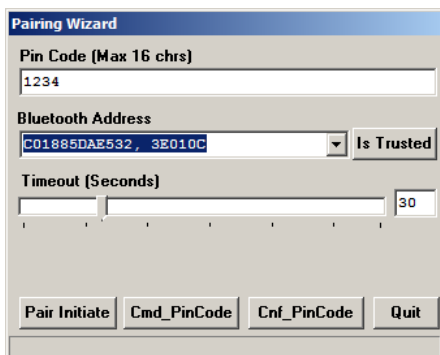 Pairing Wizard
Pin Code (Max 16 chrs)
1234
Bluetooth Address
C01885DAE532, 3E010C
Is Trusted
Timeout (Seconds)
30
Pair Initiate Cmd_PinCode Cnf_PinCode Quit